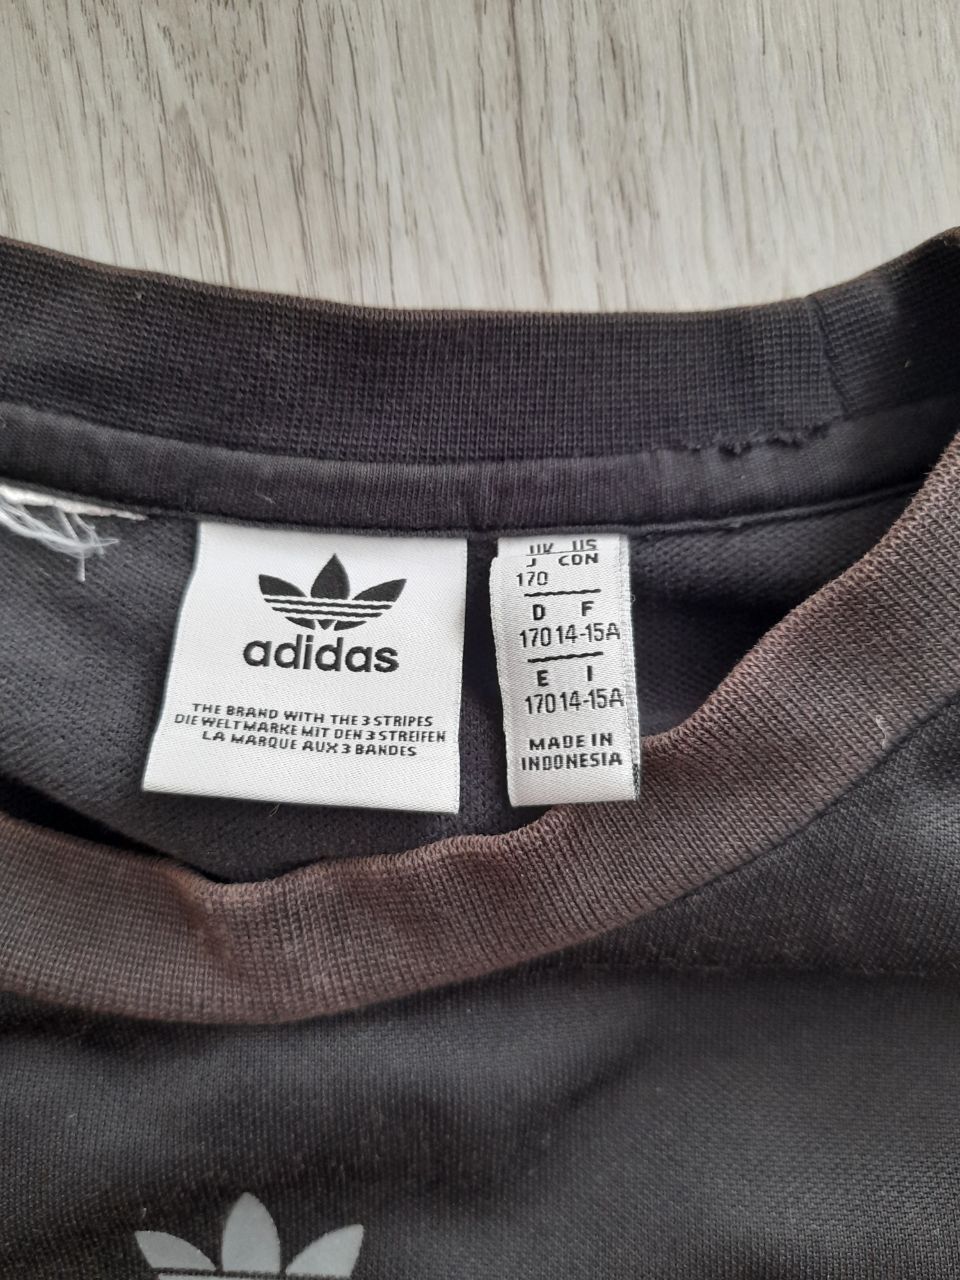 adidas
THE BRAND WITH THE 3 STRIPES
DIE WELTMARKE MIT DEN 3 STREIFEN
LA MARQUE AUX 3 BANDES
UK US
J CDN
170
D F
170 14-15A
E I
170 14-15A
MADE IN
INDONESIA